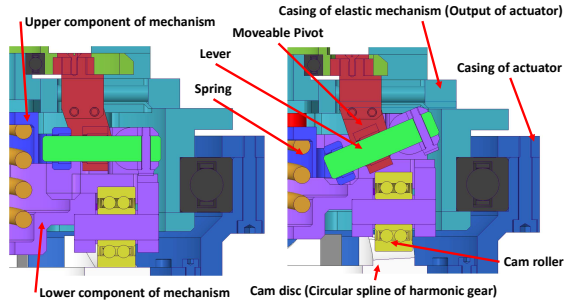 Upper component of mechanism
Casing of elastic mechanism (Output of actuator)
Moveable Pivot
Lever
Casing of actuator
Spring
Cam roller
Lower component of mechanism
Cam disc (Circular spline of harmonic gear)